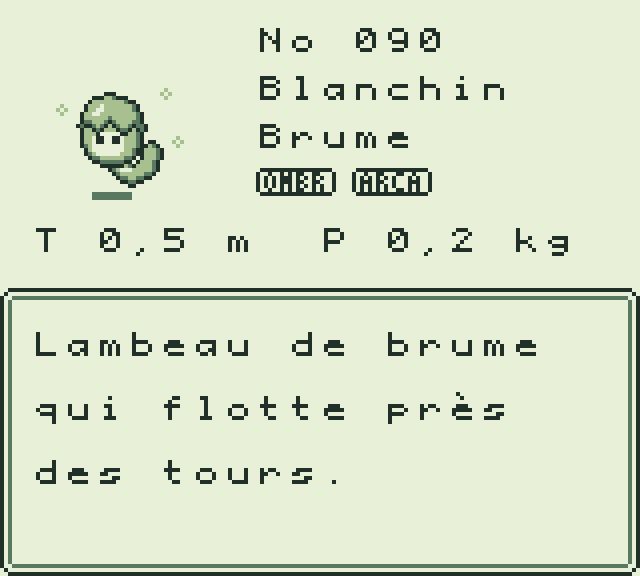 No 090
Blanchin
Brume
OMBR ARCA
T 0,5 m P 0,2 kg
Lambeau de brume
qui flotte près
des tours.